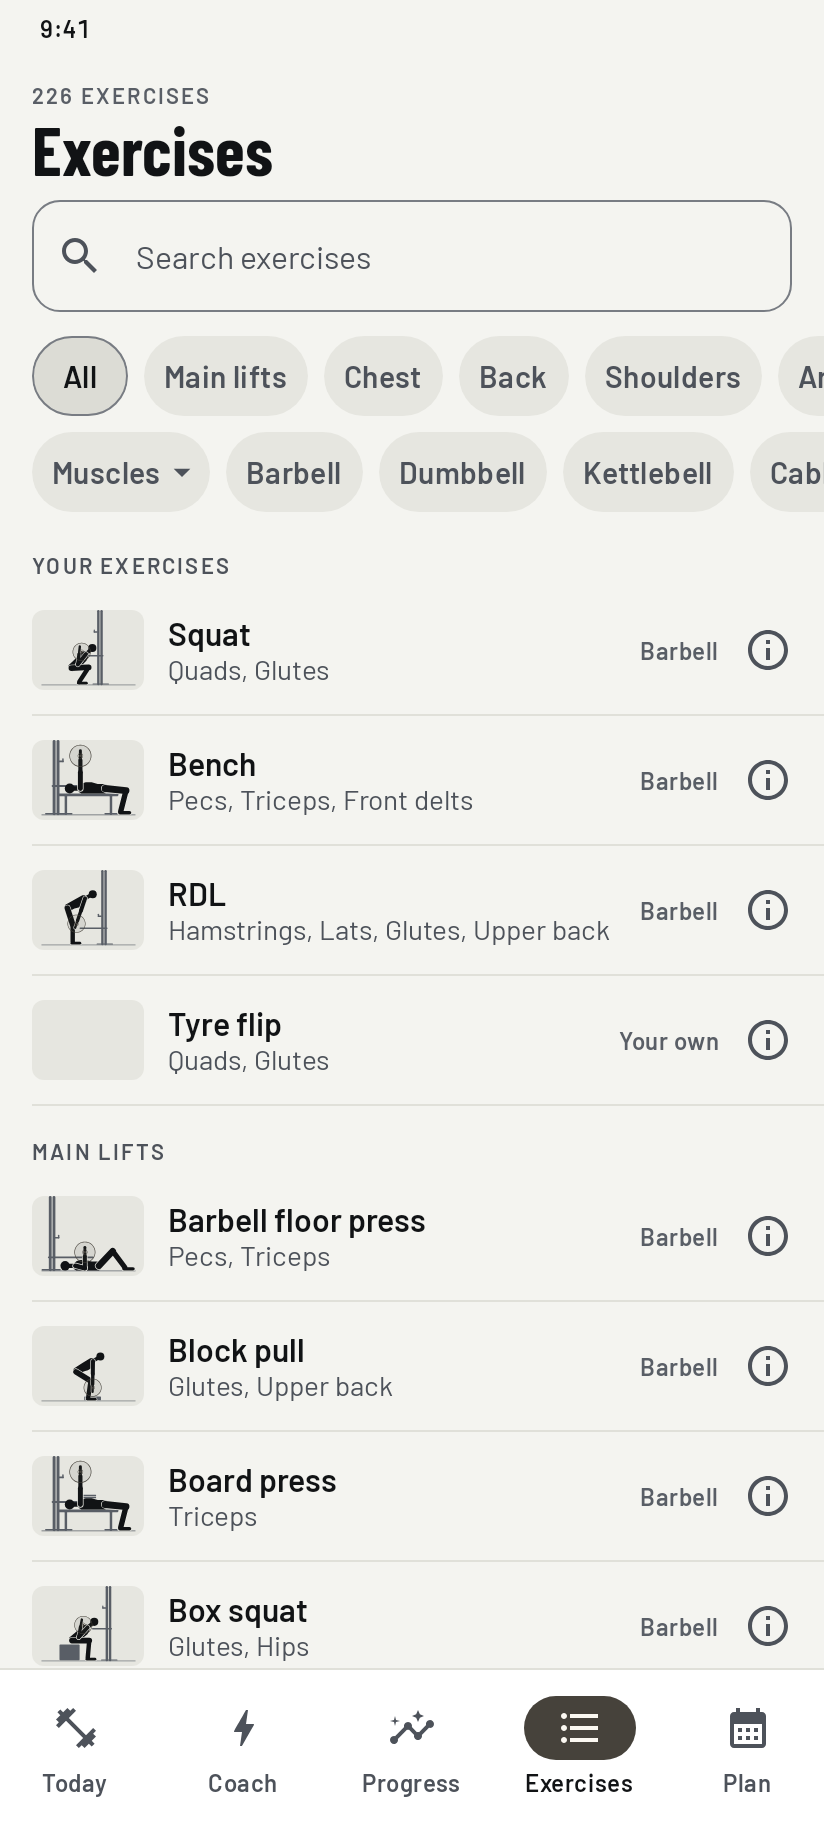 9:41
226 EXERCISES
Exercises
Search exercises
All Main lifts Chest Back Shoulders
Muscles Barbell Dumbbell Kettlebell
YOUR EXERCISES
Squat
Quads, Glutes
Barbell
Bench
Pecs, Triceps, Front delts
Barbell
RDL
Hamstrings, Lats, Glutes, Upper back
Barbell
Tyre flip
Quads, Glutes
Your own
MAIN LIFTS
Barbell floor press
Pecs, Triceps
Barbell
Block pull
Glutes, Upper back
Barbell
Board press
Triceps
Barbell
Box squat
Glutes, Hips
Barbell
Today Coach Progress Exercises Plan